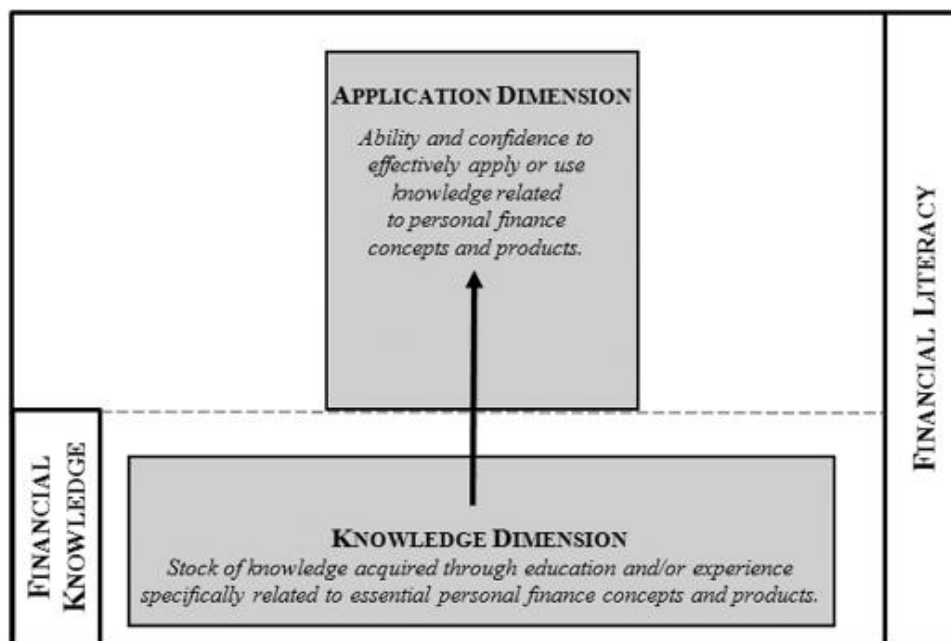 APPLICATION DIMENSION
Ability and confidence to
effectively apply or use
knowledge related
to personal finance
concepts and products.
FINANCIAL LITERACY
FINANCIAL
KNOWLEDGE
KNOWLEDGE DIMENSION
Stock of knowledge acquired through education and/or experience
specifically related to essential personal finance concepts and products.